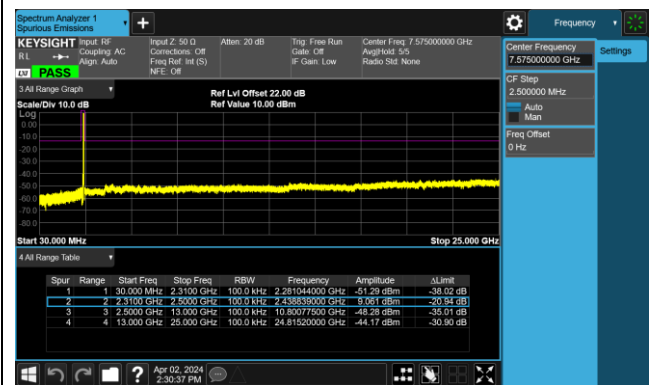 Spectrum Analyzer 1
Spurious Emissions
Frequency
KEYSIGHT
RL
LXI
PASS
Input: RF
Coupling: AC
Align: Auto
Input Z: 50 Ω
Corrections: Off
Freq Ref: Int (S)
NFE: Off
Atten: 20 dB
Trig: Free Run
Gate: Off
IF Gain: Low
Center Freq: 7.575000000 GHz
Avg|Hold: 5/5
Radio Std: None
Center Frequency
7.575000000 GHz
Settings
CF Step
2.500000 MHz
Auto
Man
Freq Offset
0 Hz
3 All Range Graph
Scale/Div 10.0 dB
Ref Lvl Offset 22.00 dB
Ref Value 10.00 dBm
Log
0.00
-10.0
-20.0
-30.0
-40.0
-50.0
-60.0
-70.0
-80.0
Start 30.000 MHz Stop 25.000 GHz
4 All Range Table
Spur Range Start Freq Stop Freq RBW Frequency Amplitude ΔLimit
1 1 30.000 MHz 2.3100 GHz 100.0 kHz 2.281044000 GHz -51.29 dBm -38.02 dB
2 2 2.3100 GHz 2.5000 GHz 100.0 kHz 2.438839000 GHz 9.061 dBm -20.94 dB
3 3 2.5000 GHz 13.000 GHz 100.0 kHz 10.80077500 GHz -48.28 dBm -35.01 dB
4 4 13.000 GHz 25.000 GHz 100.0 kHz 24.81520000 GHz -44.17 dBm -30.90 dB
Apr 02, 2024
2:30:37 PM